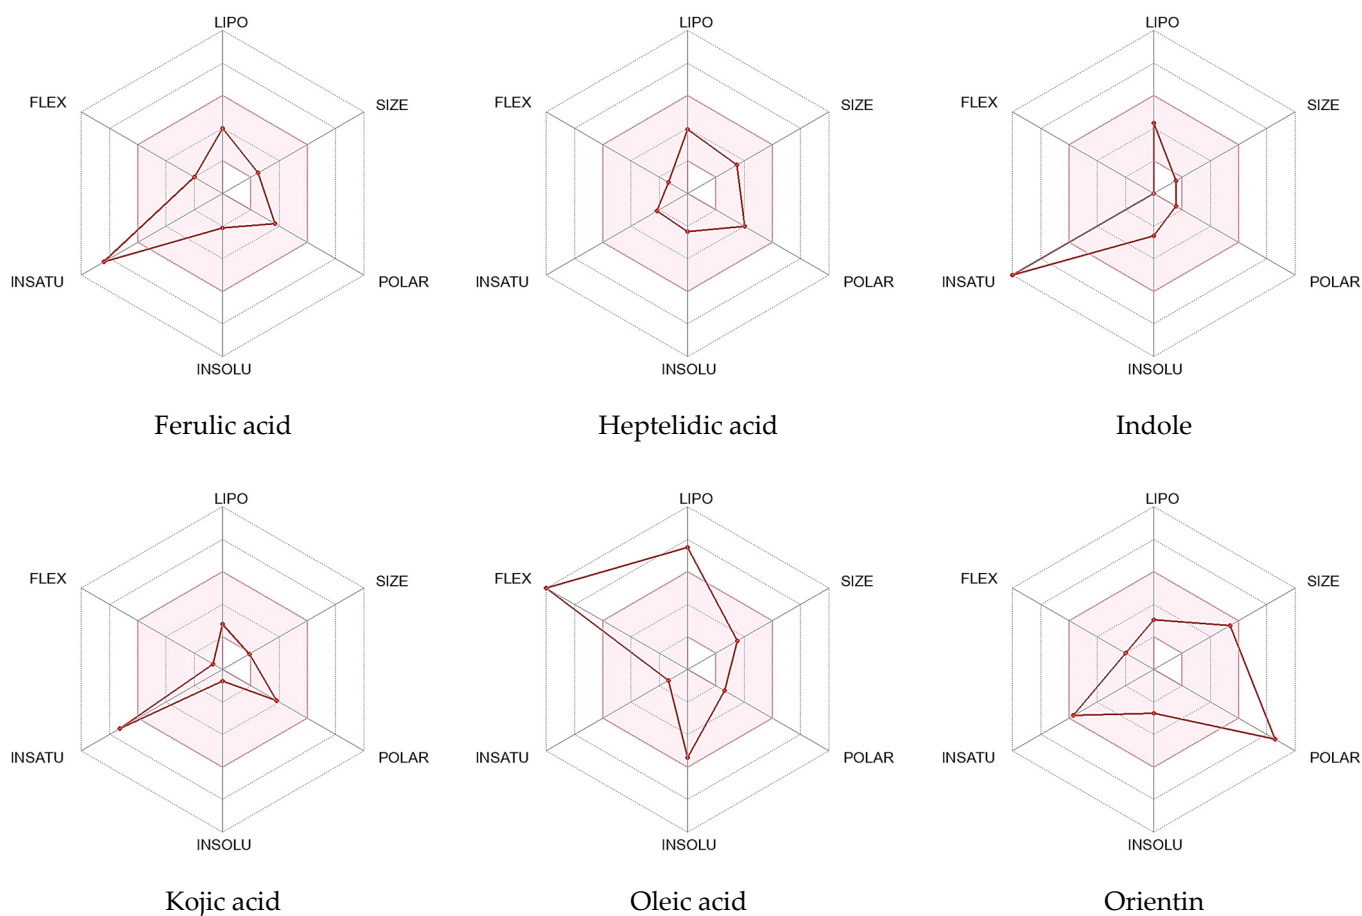 LIPO
FLEX
SIZE
INSATU
POLAR
INSOLU
Ferulic acid
LIPO
FLEX
SIZE
INSATU
POLAR
INSOLU
Heptelidic acid
LIPO
FLEX
SIZE
INSATU
POLAR
INSOLU
Indole
LIPO
FLEX
SIZE
INSATU
POLAR
INSOLU
Kojic acid
LIPO
FLEX
SIZE
INSATU
POLAR
INSOLU
Oleic acid
LIPO
FLEX
SIZE
INSATU
POLAR
INSOLU
Orientin